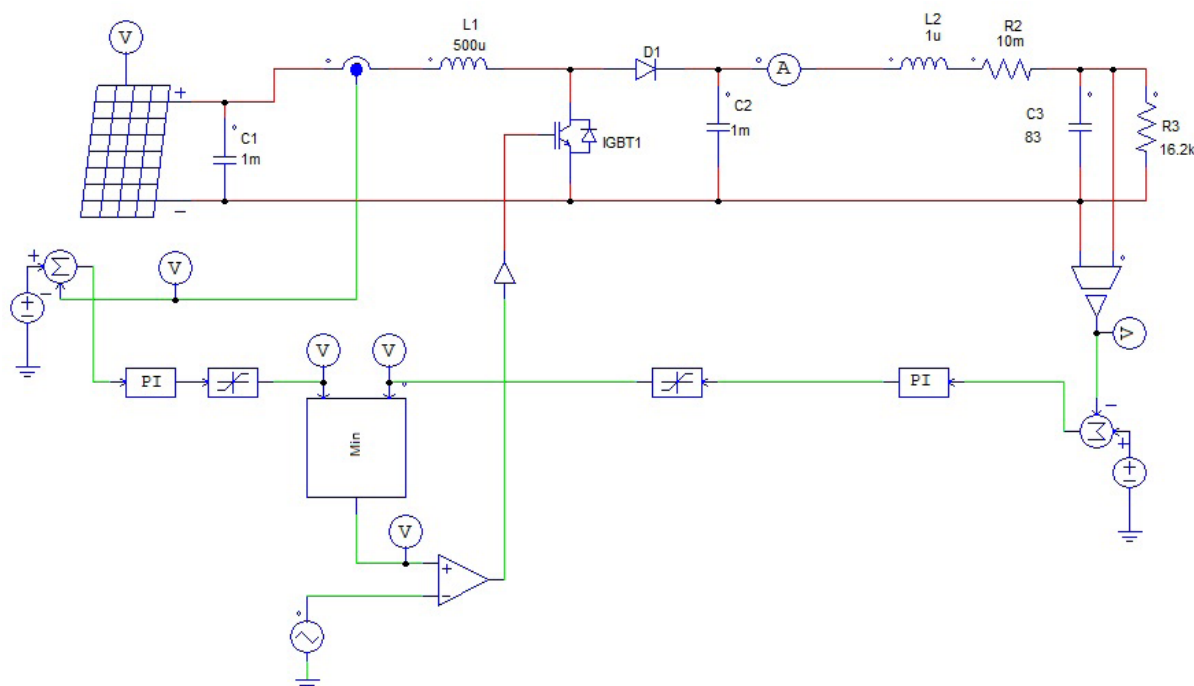 L1
500u
D1
L2
1u
R2
10m
V
+
A
C1
1m
IGBT1
C2
1m
C3
83
R3
16.2k
−
+
Σ
−
V
V
V
V
PI
PI
Min
−
Σ
+
V
+
−